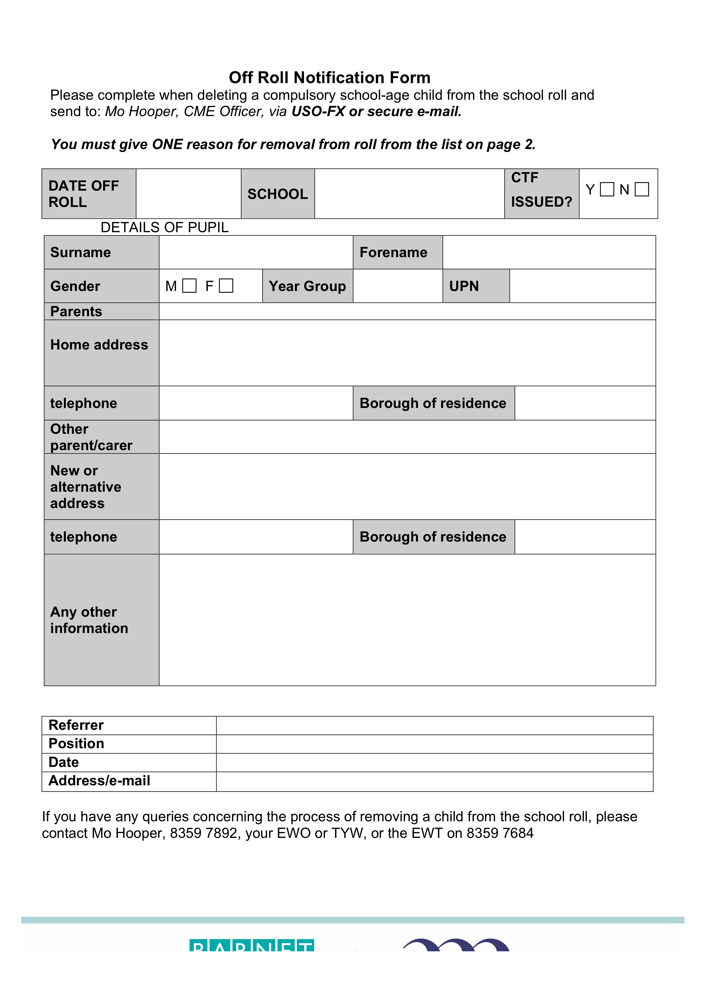 Off Roll Notification Form
Please complete when deleting a compulsory school-age child from the school roll and
send to: Mo Hooper, CME Officer, via USO-FX or secure e-mail.
You must give ONE reason for removal from roll from the list on page 2.
DATE OFF
ROLL
SCHOOL
CTF
ISSUED?
Y N
DETAILS OF PUPIL
Surname
Forename
Gender
M F
Year Group
UPN
Parents
Home address
telephone
Borough of residence
Other
parent/carer
New or
alternative
address
telephone
Borough of residence
Any other
information
Referrer
Position
Date
Address/e-mail
If you have any queries concerning the process of removing a child from the school roll, please
contact Mo Hooper, 8359 7892, your EWO or TYW, or the EWT on 8359 7684
BARNET